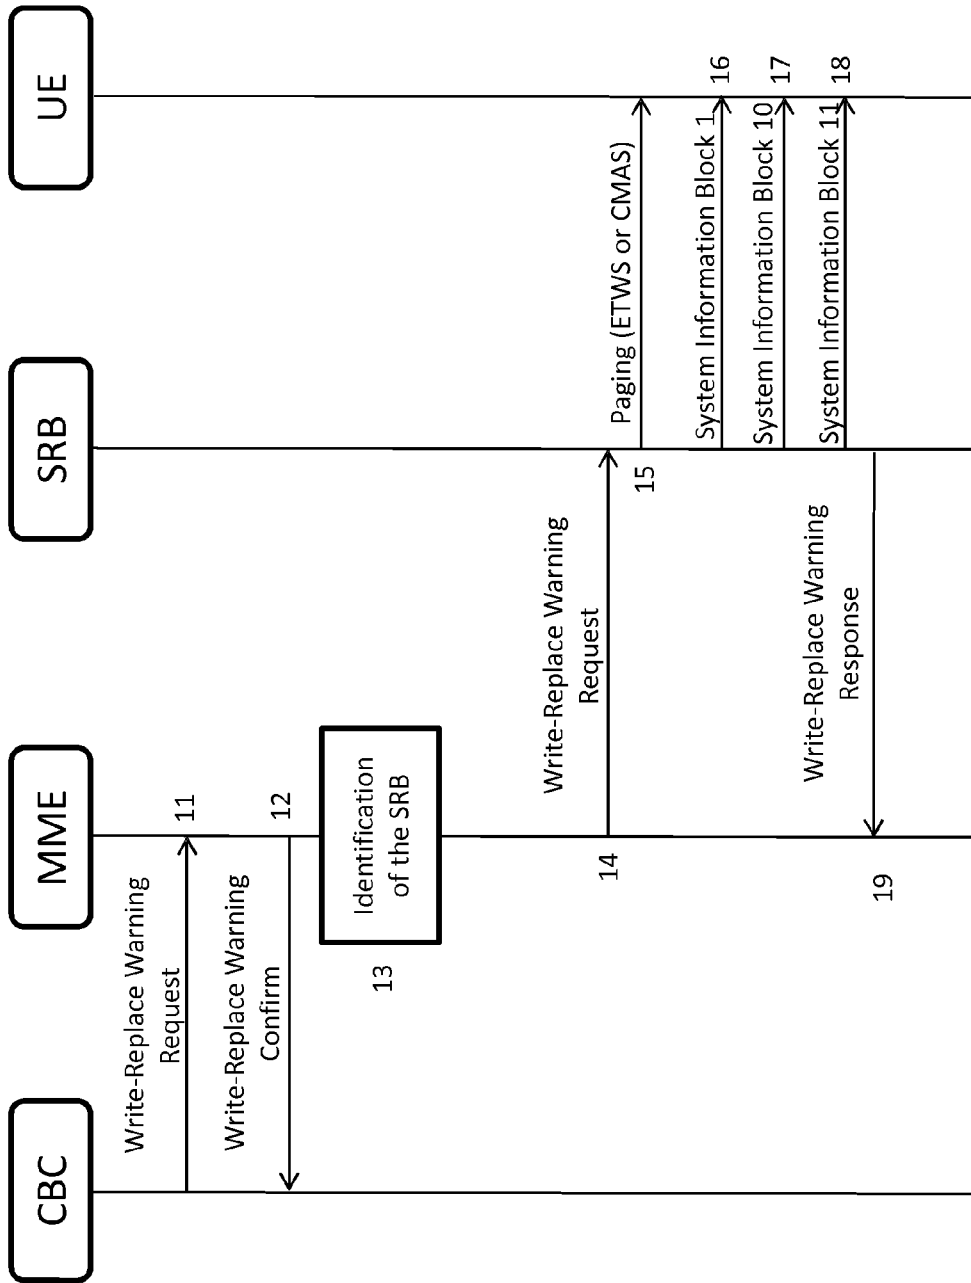 CBC
MME
SRB
UE
Write-Replace Warning
Request
11
Write-Replace Warning
Confirm
12
13
Identification
of the SRB
14
Write-Replace Warning
Request
15
Paging (ETWS or CMAS)
System Information Block 1
16
System Information Block 10
17
System Information Block 11
18
Write-Replace Warning
Response
19